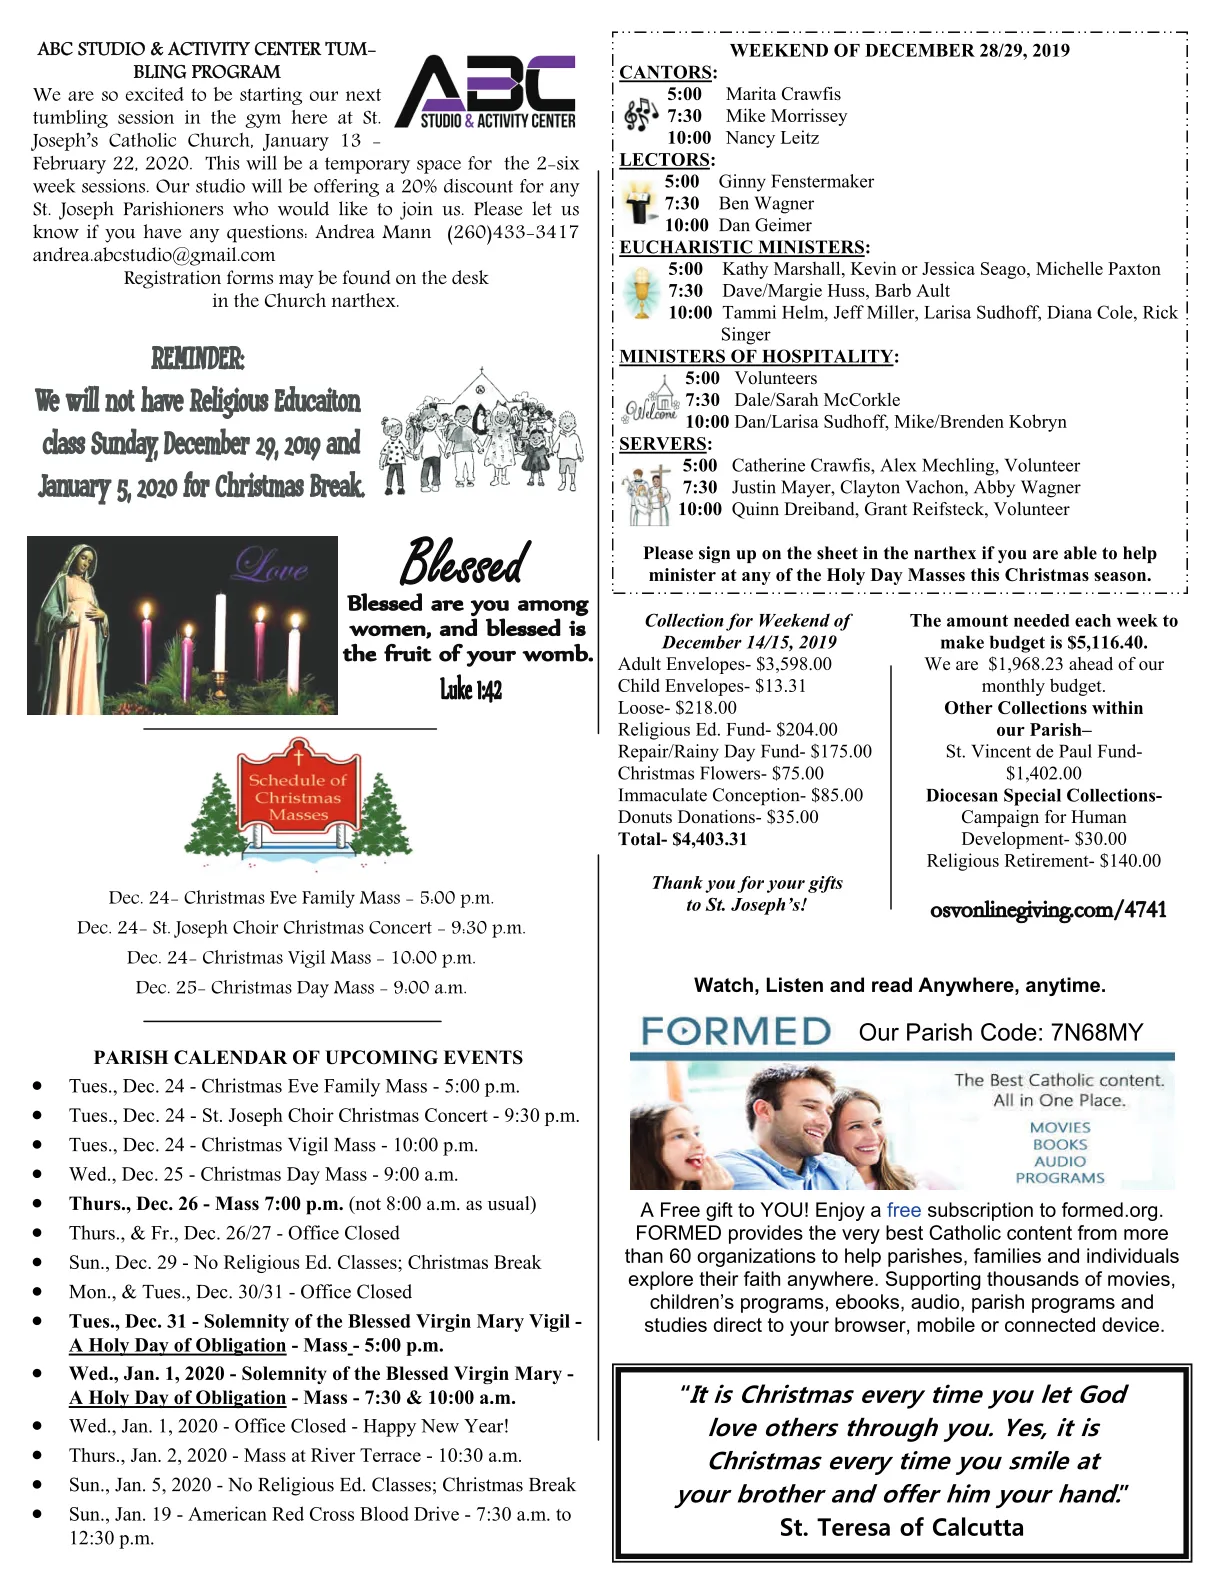 ABC STUDIO & ACTIVITY CENTER TUM-
BLING PROGRAM
We are so excited to be starting our next
tumbling session in the gym here at St.
Joseph's Catholic Church, January 13 -
February 22, 2020. This will be a temporary space for the 2-six
week sessions. Our studio will be offering a 20% discount for any
St. Joseph Parishioners who would like to join us. Please let us
know if you have any questions: Andrea Mann (260)433-3417
andrea.abcstudio@gmail.com
Registration forms may be found on the desk
in the Church narthex.
ABC
STUDIO & ACTIVITY CENTER
REMINDER:
We will not have Religious Educaiton
class Sunday, December 29, 2019 and
January 5, 2020 for Christmas Break.
Love
Blessed
Blessed are you among
women, and blessed is
the fruit of your womb.
Luke 1:42
Schedule of
Christmas
Masses
Dec. 24- Christmas Eve Family Mass - 5:00 p.m.
Dec. 24- St. Joseph Choir Christmas Concert - 9:30 p.m.
Dec. 24- Christmas Vigil Mass - 10:00 p.m.
Dec. 25- Christmas Day Mass - 9:00 a.m.
PARISH CALENDAR OF UPCOMING EVENTS
• Tues., Dec. 24 - Christmas Eve Family Mass - 5:00 p.m.
• Tues., Dec. 24 - St. Joseph Choir Christmas Concert - 9:30 p.m.
• Tues., Dec. 24 - Christmas Vigil Mass - 10:00 p.m.
• Wed., Dec. 25 - Christmas Day Mass - 9:00 a.m.
• Thurs., Dec. 26 - Mass 7:00 p.m. (not 8:00 a.m. as usual)
• Thurs., & Fr., Dec. 26/27 - Office Closed
• Sun., Dec. 29 - No Religious Ed. Classes; Christmas Break
• Mon., & Tues., Dec. 30/31 - Office Closed
• Tues., Dec. 31 - Solemnity of the Blessed Virgin Mary Vigil -
A Holy Day of Obligation - Mass - 5:00 p.m.
• Wed., Jan. 1, 2020 - Solemnity of the Blessed Virgin Mary -
A Holy Day of Obligation - Mass - 7:30 & 10:00 a.m.
• Wed., Jan. 1, 2020 - Office Closed - Happy New Year!
• Thurs., Jan. 2, 2020 - Mass at River Terrace - 10:30 a.m.
• Sun., Jan. 5, 2020 - No Religious Ed. Classes; Christmas Break
• Sun., Jan. 19 - American Red Cross Blood Drive - 7:30 a.m. to
12:30 p.m.
WEEKEND OF DECEMBER 28/29, 2019
CANTORS:
5:00 Marita Crawfis
7:30 Mike Morrissey
10:00 Nancy Leitz
LECTORS:
5:00 Ginny Fenstermaker
7:30 Ben Wagner
10:00 Dan Geimer
EUCHARISTIC MINISTERS:
5:00 Kathy Marshall, Kevin or Jessica Seago, Michelle Paxton
7:30 Dave/Margie Huss, Barb Ault
10:00 Tammi Helm, Jeff Miller, Larisa Sudhoff, Diana Cole, Rick
Singer
MINISTERS OF HOSPITALITY:
Welcome
5:00 Volunteers
7:30 Dale/Sarah McCorkle
10:00 Dan/Larisa Sudhoff, Mike/Brenden Kobryn
SERVERS:
5:00 Catherine Crawfis, Alex Mechling, Volunteer
7:30 Justin Mayer, Clayton Vachon, Abby Wagner
10:00 Quinn Dreiband, Grant Reifsteck, Volunteer
Please sign up on the sheet in the narthex if you are able to help
minister at any of the Holy Day Masses this Christmas season.
Collection for Weekend of
December 14/15, 2019
Adult Envelopes- $3,598.00
Child Envelopes- $13.31
Loose- $218.00
Religious Ed. Fund- $204.00
Repair/Rainy Day Fund- $175.00
Christmas Flowers- $75.00
Immaculate Conception- $85.00
Donuts Donations- $35.00
Total- $4,403.31
Thank you for your gifts
to St. Joseph's!
The amount needed each week to
make budget is $5,116.40.
We are $1,968.23 ahead of our
monthly budget.
Other Collections within
our Parish–
St. Vincent de Paul Fund-
$1,402.00
Diocesan Special Collections-
Campaign for Human
Development- $30.00
Religious Retirement- $140.00
osvonlinegiving.com/4741
Watch, Listen and read Anywhere, anytime.
FORMED Our Parish Code: 7N68MY
The Best Catholic content.
All in One Place.
MOVIES
BOOKS
AUDIO
PROGRAMS
A Free gift to YOU! Enjoy a free subscription to formed.org.
FORMED provides the very best Catholic content from more
than 60 organizations to help parishes, families and individuals
explore their faith anywhere. Supporting thousands of movies,
children's programs, ebooks, audio, parish programs and
studies direct to your browser, mobile or connected device.
"It is Christmas every time you let God
love others through you. Yes, it is
Christmas every time you smile at
your brother and offer him your hand."
St. Teresa of Calcutta